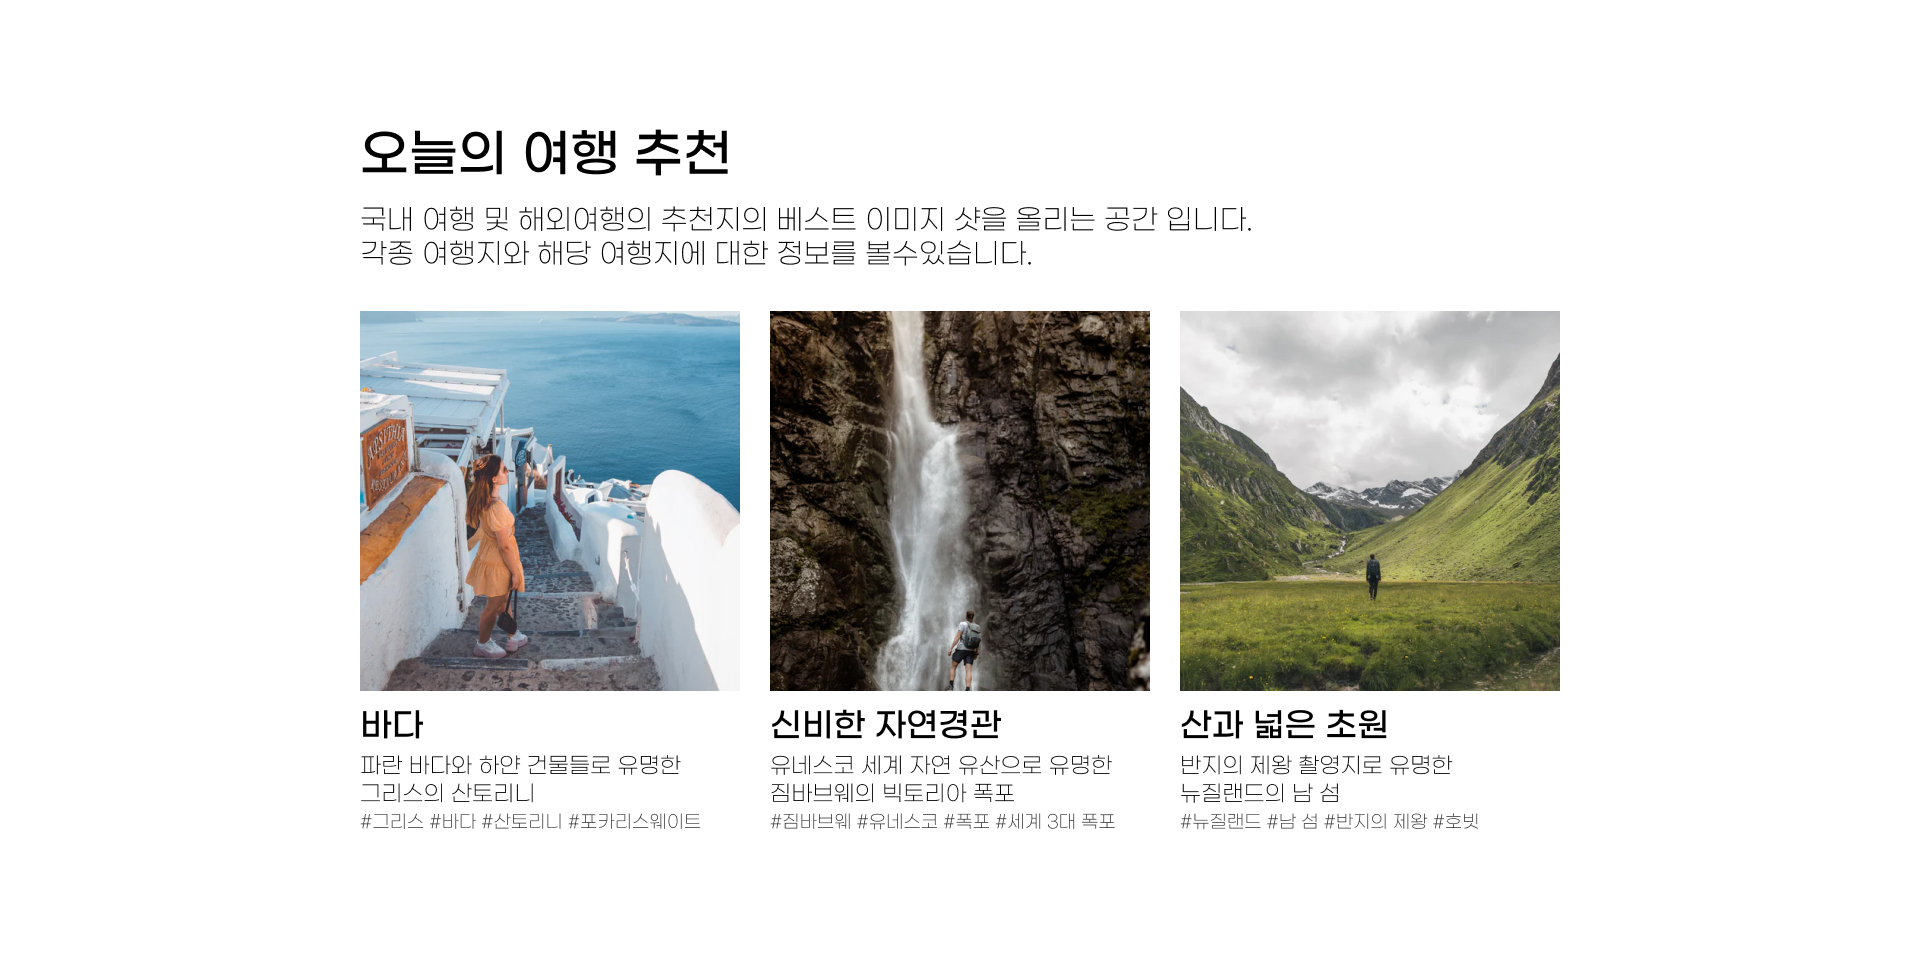 오늘의 여행 추천
국내 여행 및 해외여행의 추천지의 베스트 이미지 샷을 올리는 공간 입니다.
각종 여행지와 해당 여행지에 대한 정보를 볼수있습니다.
바다
파란 바다와 하얀 건물들로 유명한
그리스의 산토리니
#그리스 #바다 #산토리니 #포카리스웨이트
신비한 자연경관
유네스코 세계 자연 유산으로 유명한
짐바브웨의 빅토리아 폭포
#짐바브웨 #유네스코 #폭포 #세계 3대 폭포
산과 넓은 초원
반지의 제왕 촬영지로 유명한
뉴질랜드의 남 섬
#뉴질랜드 #남 섬 #반지의 제왕 #호빗